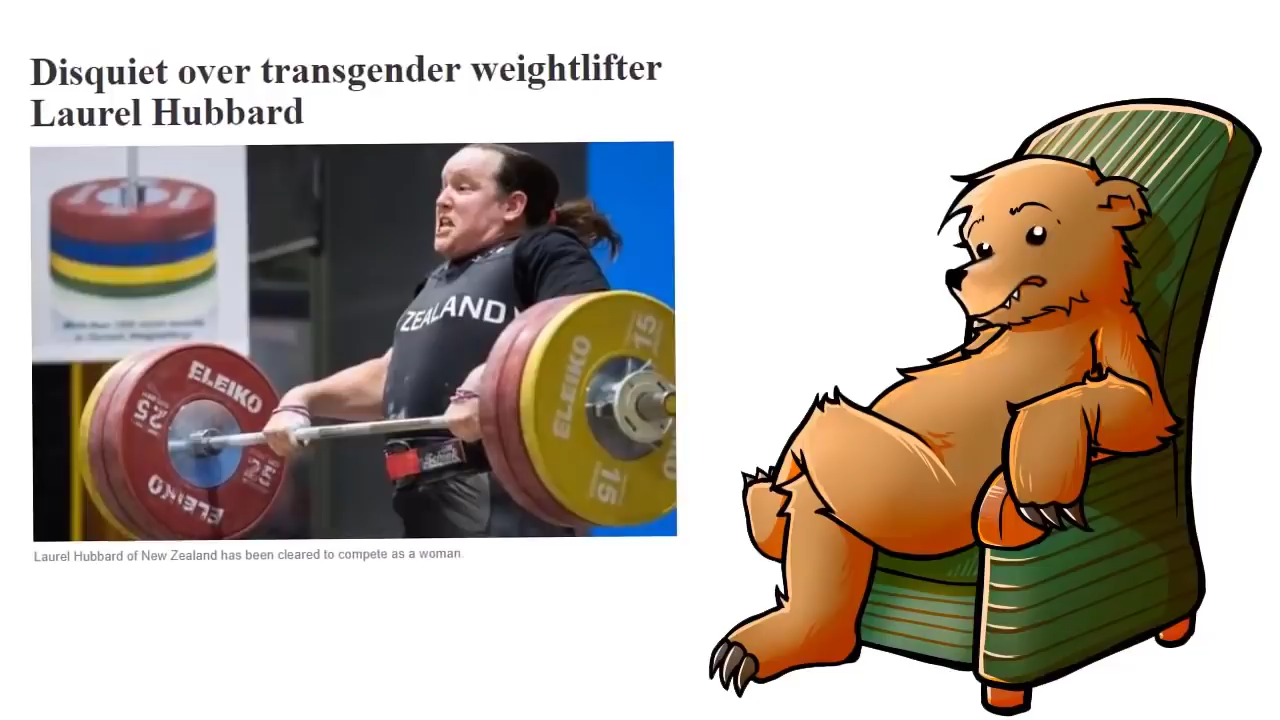 Disquiet over transgender weightlifter
Laurel Hubbard
ZEALAND
ELEIKO
25
25
ELEIKO
ELEIKO
15
15
Laurel Hubbard of New Zealand has been cleared to compete as a woman.